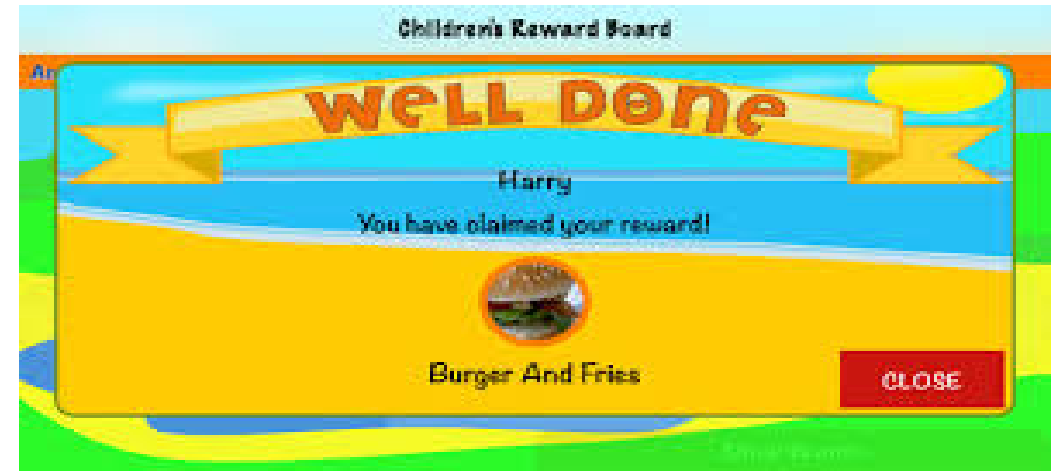 Children's Reward Board
WELL DONE
Harry
You have claimed your reward!
Burger And Fries
CLOSE